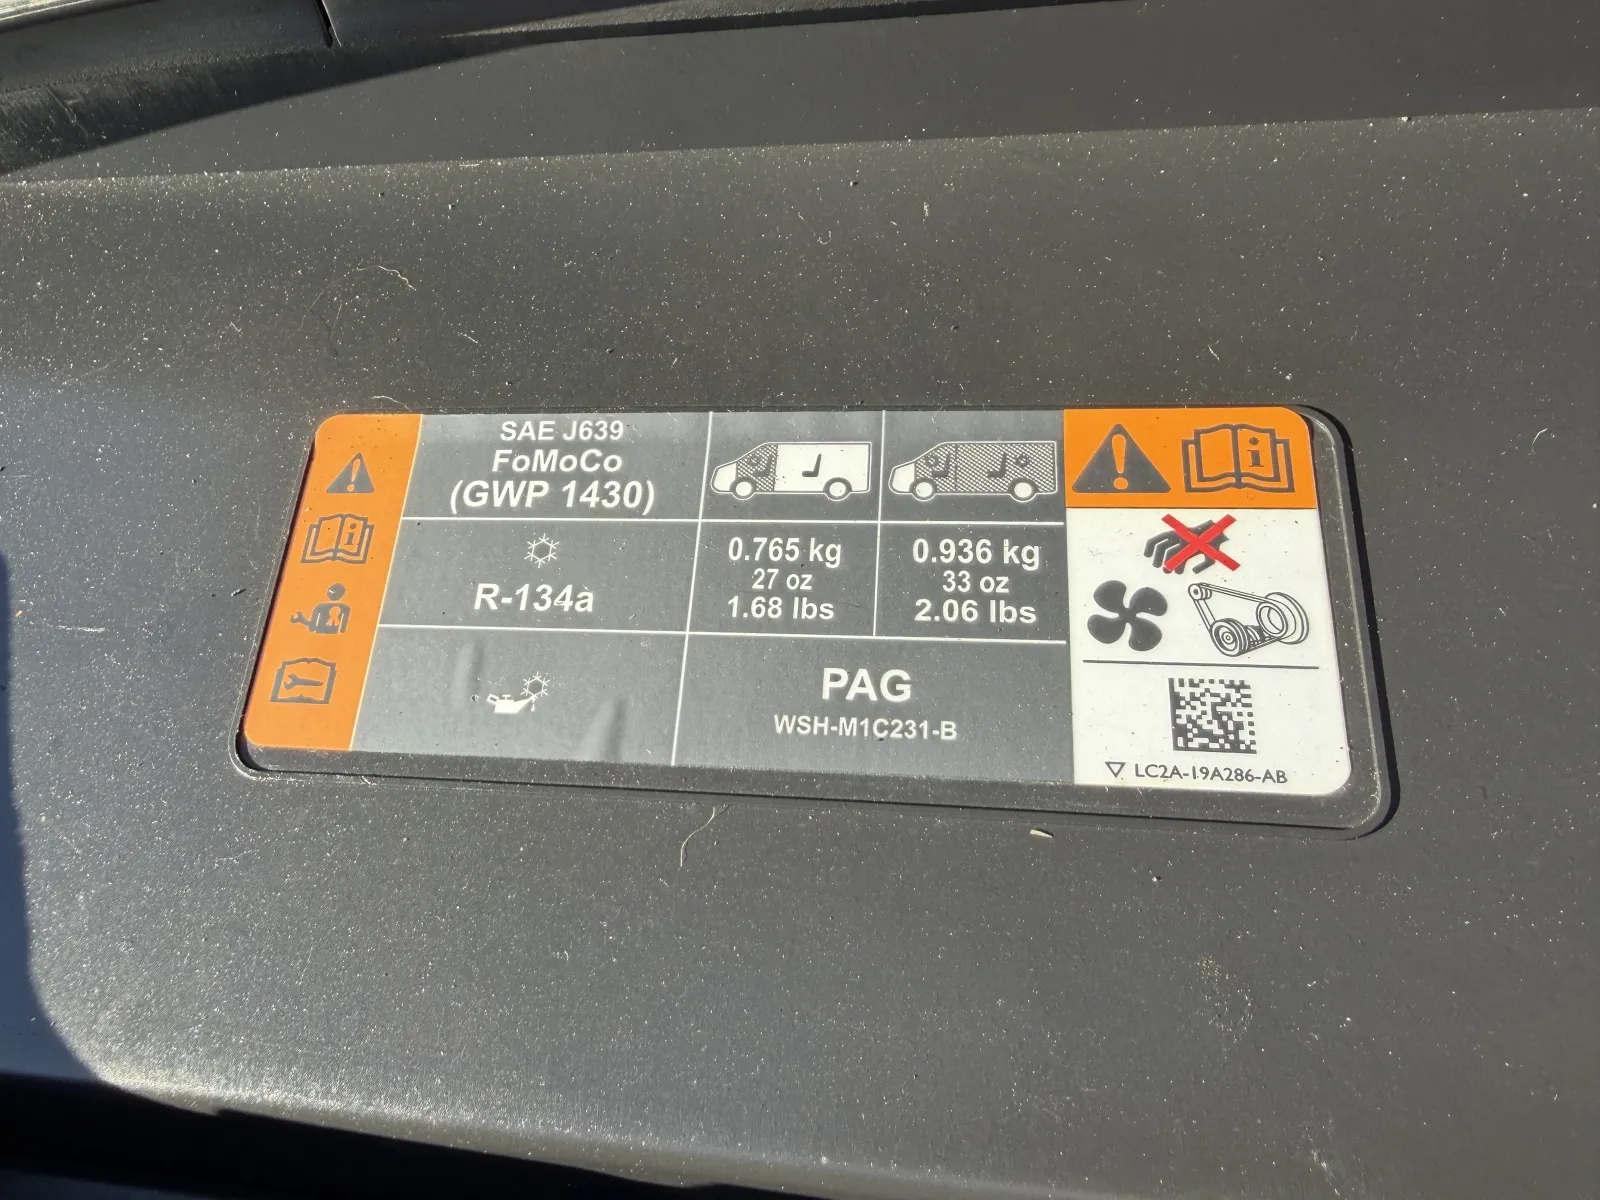 SAE J639
FoMoCo
(GWP 1430)
R-134a
0.765 kg
27 oz
1.68 lbs
0.936 kg
33 oz
2.06 lbs
PAG
WSH-M1C231-B
LC2A-19A286-AB